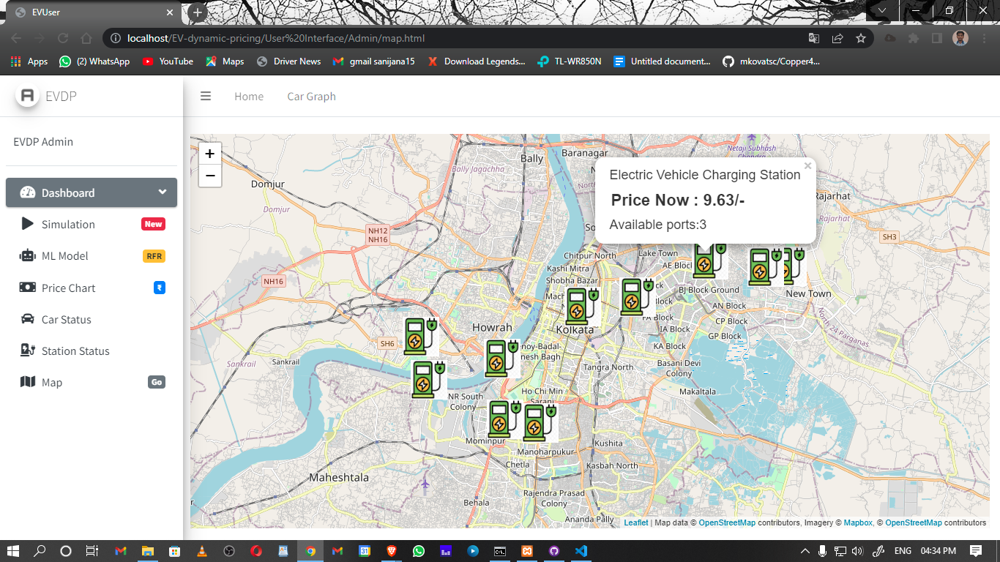 EVUser
localhost/EV-dynamic-pricing/User%20Interface/Admin/map.html
Apps (2) WhatsApp YouTube Maps Driver News gmail sanijana15 Download Legends... TL-WR850N Untitled document... mkovatsc/Copper4...
EVDP
Home Car Graph
EVDP Admin
Dashboard
Simulation New
ML Model RFR
Price Chart ₹
Car Status
Station Status
Map Go
+
−
Electric Vehicle Charging Station
Price Now : 9.63/-
Available ports:3
×
Bally
Baranagar
Bally Jagachha
Netaji Subhash
Domjur
Domjur
Rajarhat
Rajarhat
NH12
NH16
SH3
Lake Town
AE Block
Chitpur North
Kashi Mitra
Shobha Bazar
NH16
BJ Block Ground
New Town
AN Block
CP Block
GP Block
IA Block
KA Block
Howrah
Kolkata
SH6
North 24 Parganas
Sankrail
Sankrail
Basani Devi
Colony
Tangra North
Makaltala
Ho Chi Min
Sarani
NR South
Colony
Mominpur
Manoharpukur
Kushita
Chetla
Kasbah North
Maheshtala
Behala
Rajendra Prasad
Colony
Ananda Pally
Leaflet | Map data © OpenStreetMap contributors, Imagery © Mapbox, © OpenStreetMap contributors
ENG 04:34 PM